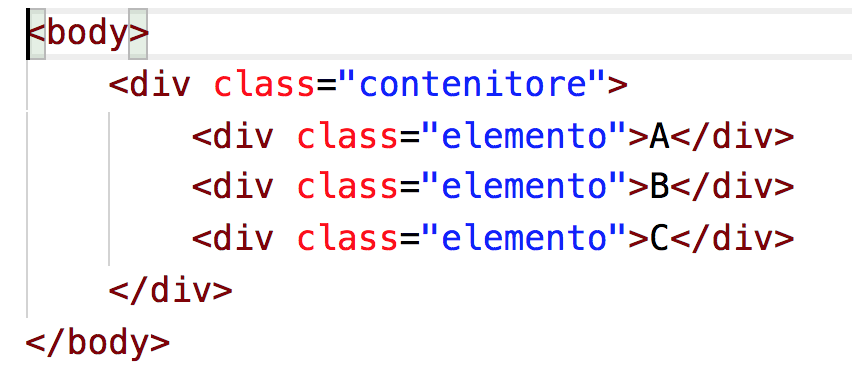 <body>
    <div class="contenitore">
        <div class="elemento">A</div>
        <div class="elemento">B</div>
        <div class="elemento">C</div>
    </div>
</body>